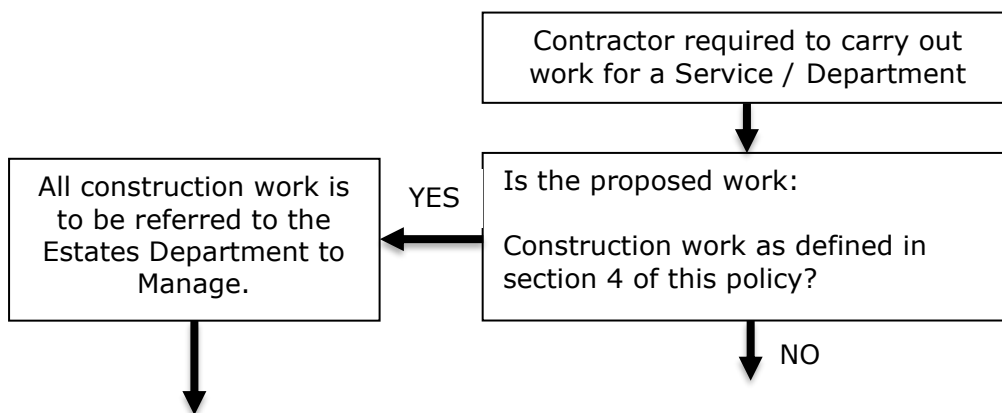 Contractor required to carry out
work for a Service / Department
Is the proposed work:
Construction work as defined in
section 4 of this policy?
YES
All construction work is
to be referred to the
Estates Department to
Manage.
NO